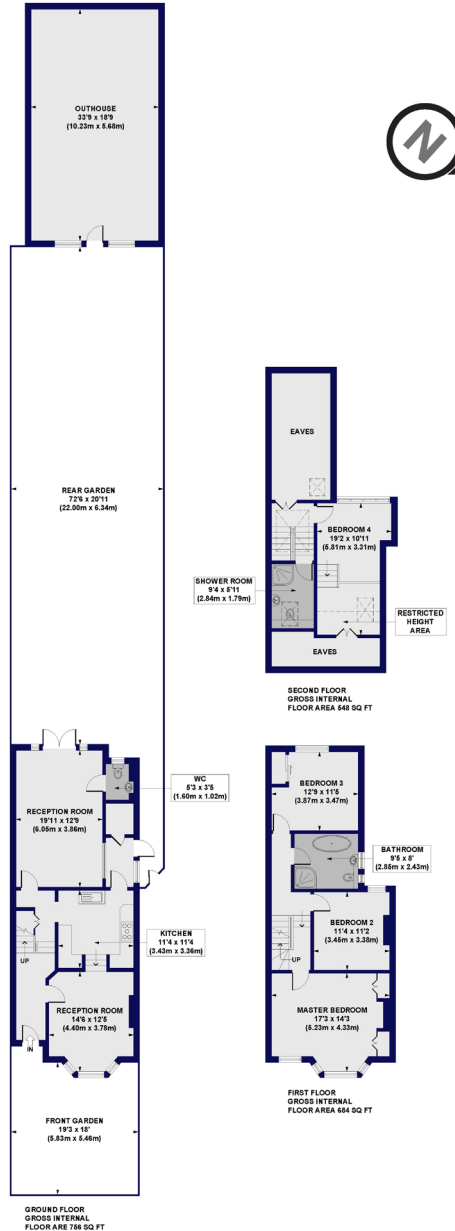 OUTHOUSE
33'9 x 18'9
(10.23m x 5.68m)
N
REAR GARDEN
72'6 x 20'11
(22.00m x 6.34m)
EAVES
BEDROOM 4
19'2 x 10'11
(5.81m x 3.31m)
SHOWER ROOM
9'4 x 5'11
(2.84m x 1.79m)
RESTRICTED
HEIGHT
AREA
EAVES
SECOND FLOOR
GROSS INTERNAL
FLOOR AREA 548 SQ FT
WC
5'3 x 3'5
(1.60m x 1.02m)
RECEPTION ROOM
19'11 x 12'9
(6.05m x 3.86m)
KITCHEN
11'4 x 11'4
(3.43m x 3.36m)
UP
RECEPTION ROOM
14'6 x 12'5
(4.40m x 3.78m)
IN
FRONT GARDEN
19'3 x 18'
(5.83m x 5.46m)
GROUND FLOOR
GROSS INTERNAL
FLOOR ARE 756 SQ FT
BEDROOM 3
12'9 x 11'5
(3.87m x 3.47m)
BATHROOM
9'5 x 8'
(2.85m x 2.43m)
BEDROOM 2
11'4 x 11'2
(3.45m x 3.38m)
UP
MASTER BEDROOM
17'3 x 14'3
(5.23m x 4.33m)
FIRST FLOOR
GROSS INTERNAL
FLOOR AREA 684 SQ FT